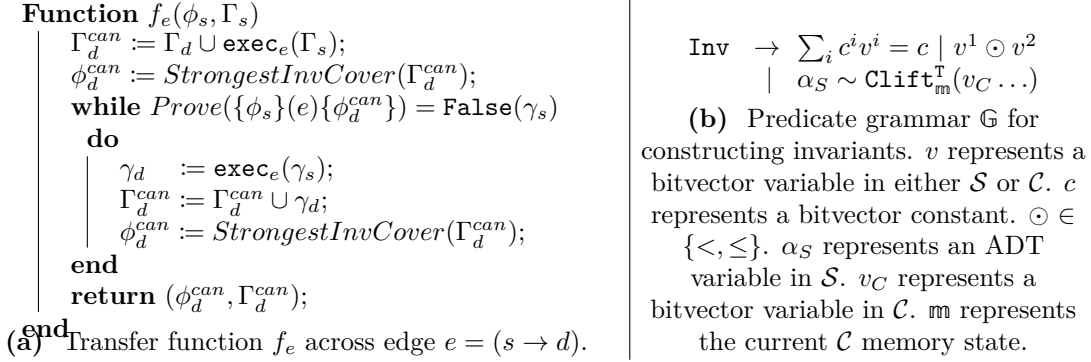 Function f_e(ϕ_s, Γ_s)
Γ_d^{can} ≔ Γ_d ∪ exec_e(Γ_s);
ϕ_d^{can} ≔ StrongestInvCover(Γ_d^{can});
while Prove({ϕ_s}(e){ϕ_d^{can}}) = False(γ_s)
do
γ_d ≔ exec_e(γ_s);
Γ_d^{can} ≔ Γ_d^{can} ∪ γ_d;
ϕ_d^{can} ≔ StrongestInvCover(Γ_d^{can});
end
return (ϕ_d^{can}, Γ_d^{can});
end
(a) Transfer function f_e across edge e = (s → d).
Inv → ∑_i c^i v^i = c | v^1 ⊙ v^2
| α_S ∼ Clift_𝕞^T(v_C …)
(b) Predicate grammar 𝔾 for
constructing invariants. v represents a
bitvector variable in either 𝒮 or 𝒞. c
represents a bitvector constant. ⊙ ∈
{<, ≤}. α_S represents an ADT
variable in 𝒮. v_C represents a
bitvector variable in 𝒞. 𝕞 represents
the current 𝒞 memory state.